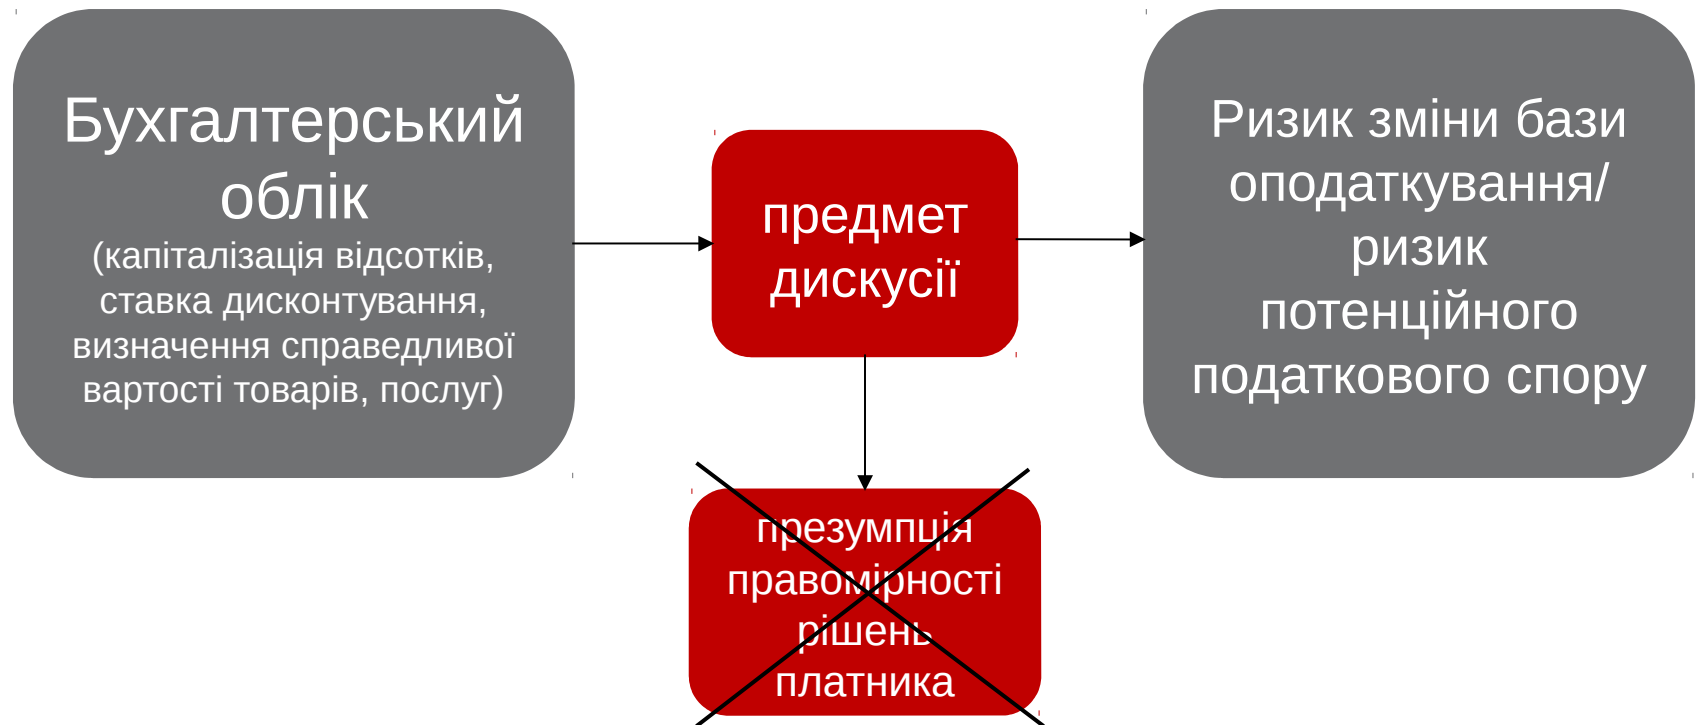 Бухгалтерський
облік
(капіталізація відсотків,
ставка дисконтування,
визначення справедливої
вартості товарів, послуг)
предмет
дискусії
Ризик зміни бази
оподаткування/
ризик
потенційного
податкового спору
презумпція
правомірності
рішень
платника